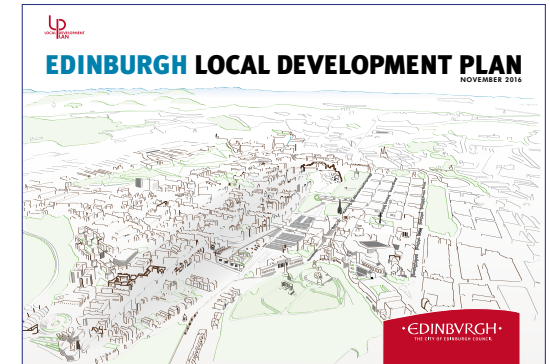 LOCAL DEVELOPMENT
PLAN
EDINBURGH LOCAL DEVELOPMENT PLAN
NOVEMBER 2016
·EDINBVRGH·
THE CITY OF EDINBURGH COUNCIL